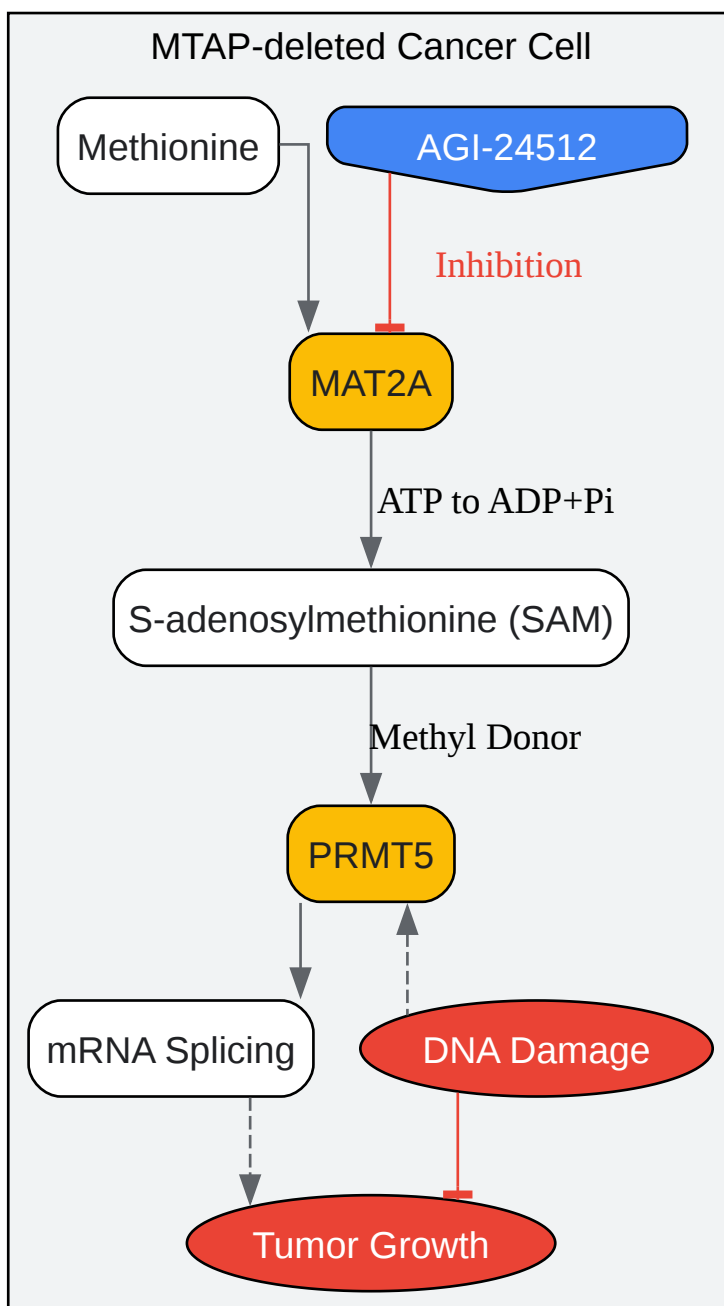 MTAP-deleted Cancer Cell
Methionine
AGI-24512
Inhibition
MAT2A
ATP to ADP+Pi
S-adenosylmethionine (SAM)
Methyl Donor
PRMT5
mRNA Splicing
DNA Damage
Tumor Growth